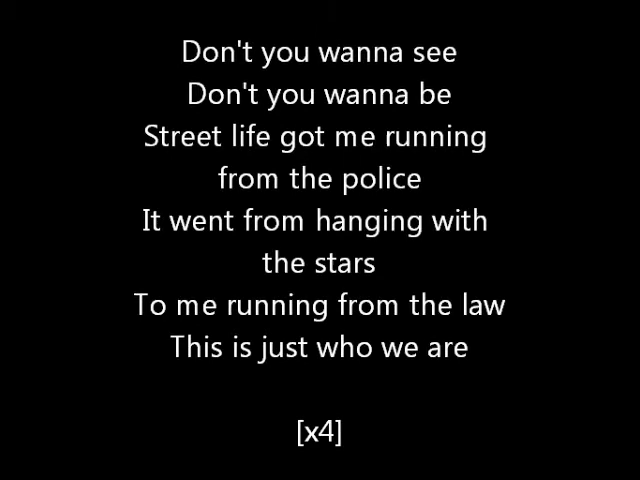 Don't you wanna see
Don't you wanna be
Street life got me running
from the police
It went from hanging with
the stars
To me running from the law
This is just who we are
[x4]